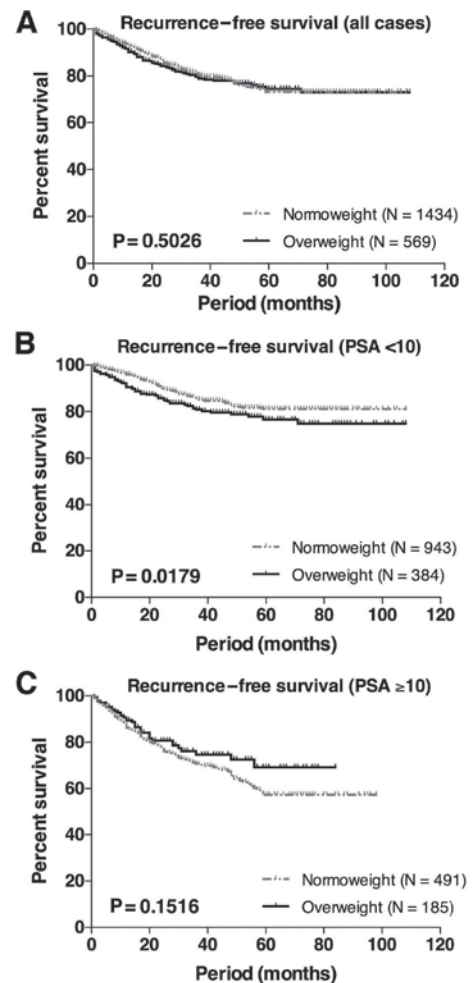 A
Recurrence–free survival (all cases)
100
80
60
40
20
0
Percent survival
Normoweight (N = 1434)
P = 0.5026
Overweight (N = 569)
0 20 40 60 80 100 120
Period (months)
B
Recurrence–free survival (PSA <10)
100
80
60
40
20
0
Percent survival
Normoweight (N = 943)
P = 0.0179
Overweight (N = 384)
0 20 40 60 80 100 120
Period (months)
C
Recurrence–free survival (PSA ≥10)
100
80
60
40
20
0
Percent survival
Normoweight (N = 491)
P = 0.1516
Overweight (N = 185)
0 20 40 60 80 100 120
Period (months)